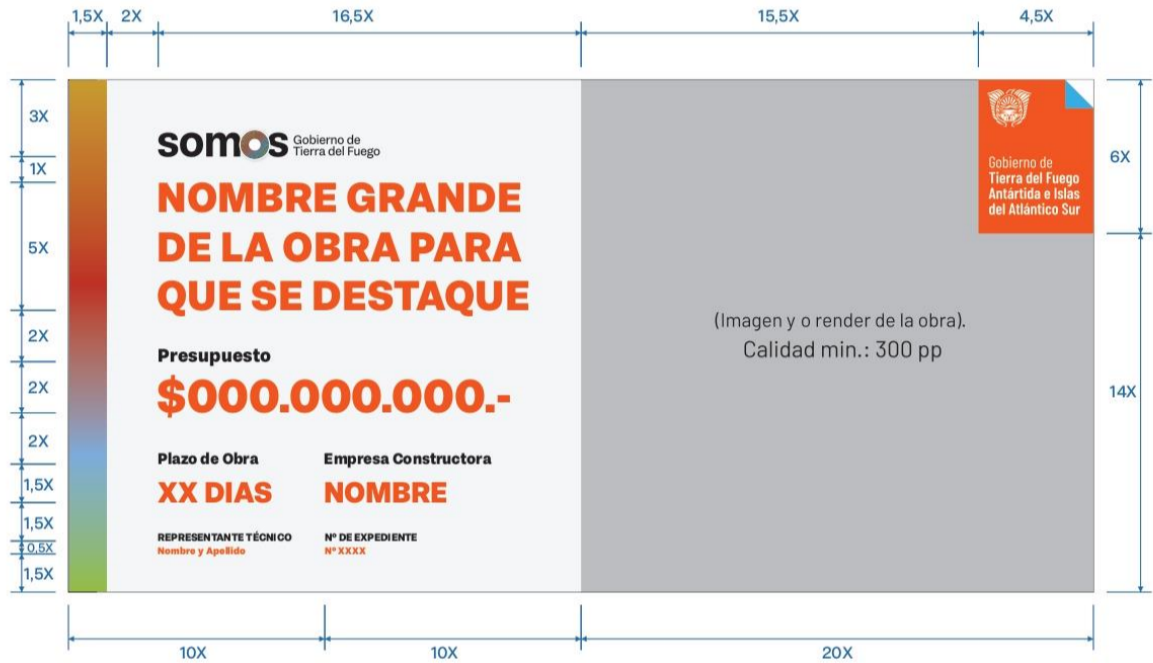 1,5X 2X 16,5X 15,5X 4,5X
3X
1X
5X
2X
2X
2X
1,5X
1,5X
0,5X
1,5X
somos Gobierno de
Tierra del Fuego
NOMBRE GRANDE
DE LA OBRA PARA
QUE SE DESTAQUE
Presupuesto
$000.000.000.-
Plazo de Obra Empresa Constructora
XX DIAS NOMBRE
REPRESENTANTE TÉCNICO Nº DE EXPEDIENTE
Nombre y Apellido Nº XXXX
(Imagen y o render de la obra).
Calidad min.: 300 pp
Gobierno de
Tierra del Fuego
Antártida e Islas
del Atlántico Sur
6X
14X
10X 10X 20X